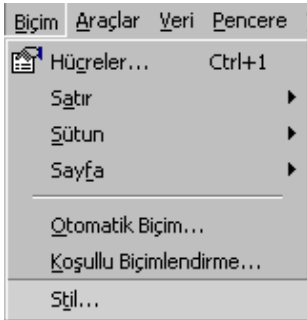 Biçim Araçlar Veri Pencere
Hücreler... Ctrl+1
Satır
Sütun
Sayfa
Otomatik Biçim...
Koşullu Biçimlendirme...
Stil...